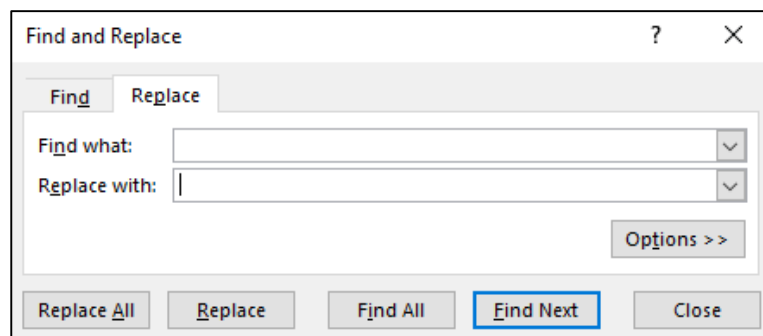 Find and Replace ?
Find Replace
Find what:
Replace with:
Options >>
Replace All Replace Find All Find Next Close